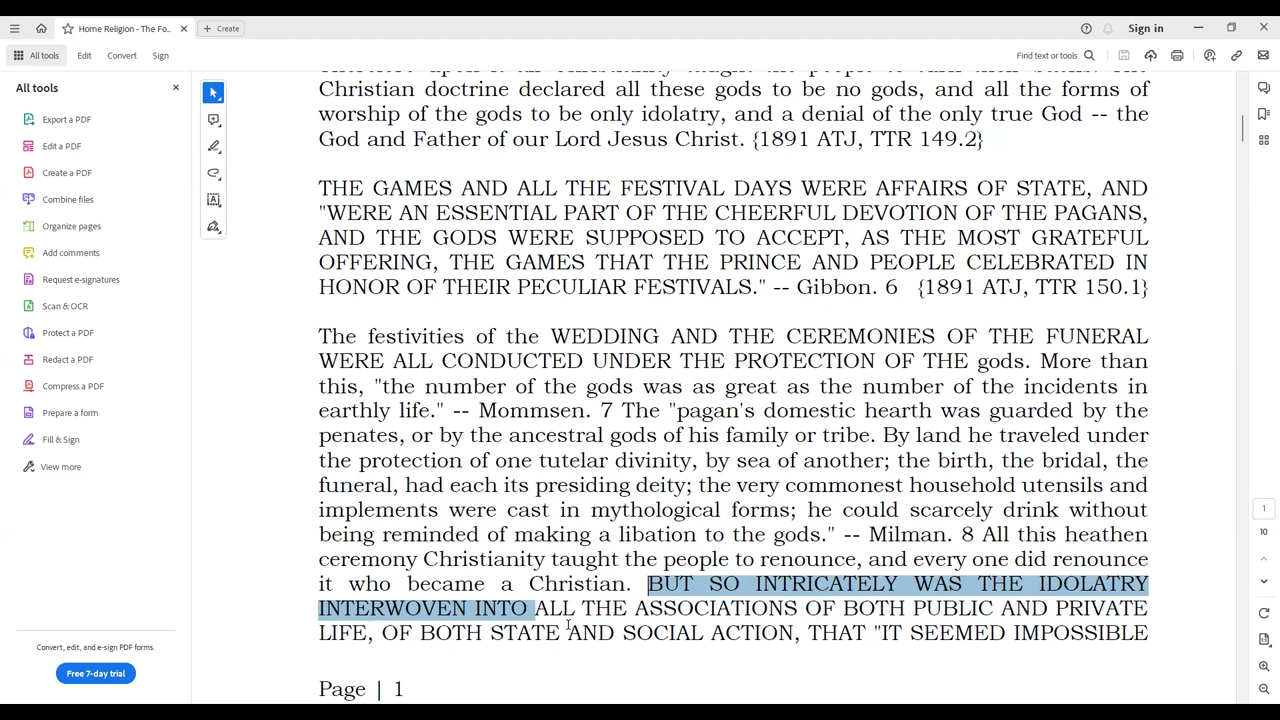 Home Religion - The Fo...
Create
Sign in
All tools
Edit
Convert
Sign
Find text or tools
All tools
Export a PDF
Edit a PDF
Create a PDF
Combine files
Organize pages
Add comments
Request e-signatures
Scan & OCR
Protect a PDF
Redact a PDF
Compress a PDF
Prepare a form
Fill & Sign
View more
Convert, edit, and e-sign PDF forms.
Free 7-day trial
Christian doctrine declared all these gods to be no gods, and all the forms of
worship of the gods to be only idolatry, and a denial of the only true God -- the
God and Father of our Lord Jesus Christ. {1891 ATJ, TTR 149.2}
THE GAMES AND ALL THE FESTIVAL DAYS WERE AFFAIRS OF STATE, AND
"WERE AN ESSENTIAL PART OF THE CHEERFUL DEVOTION OF THE PAGANS,
AND THE GODS WERE SUPPOSED TO ACCEPT, AS THE MOST GRATEFUL
OFFERING, THE GAMES THAT THE PRINCE AND PEOPLE CELEBRATED IN
HONOR OF THEIR PECULIAR FESTIVALS." -- Gibbon. 6 {1891 ATJ, TTR 150.1}
The festivities of the WEDDING AND THE CEREMONIES OF THE FUNERAL
WERE ALL CONDUCTED UNDER THE PROTECTION OF THE gods. More than
this, "the number of the gods was as great as the number of the incidents in
earthly life." -- Mommsen. 7 The "pagan's domestic hearth was guarded by the
penates, or by the ancestral gods of his family or tribe. By land he traveled under
the protection of one tutelar divinity, by sea of another; the birth, the bridal, the
funeral, had each its presiding deity; the very commonest household utensils and
implements were cast in mythological forms; he could scarcely drink without
being reminded of making a libation to the gods." -- Milman. 8 All this heathen
ceremony Christianity taught the people to renounce, and every one did renounce
it who became a Christian. BUT SO INTRICATELY WAS THE IDOLATRY
INTERWOVEN INTO ALL THE ASSOCIATIONS OF BOTH PUBLIC AND PRIVATE
LIFE, OF BOTH STATE AND SOCIAL ACTION, THAT "IT SEEMED IMPOSSIBLE
Page | 1
1
10